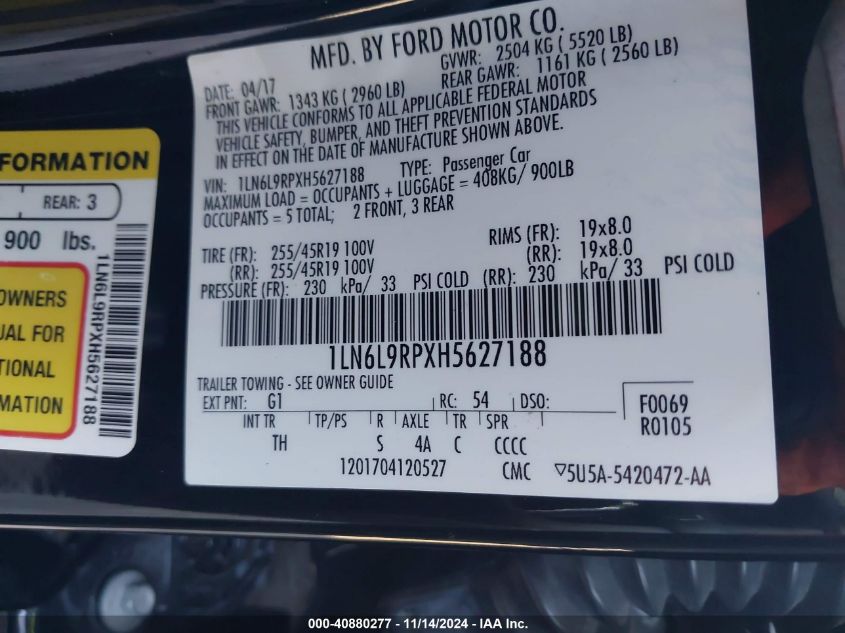 MFD. BY FORD MOTOR CO.
DATE: 04/17
GVWR: 2504 KG ( 5520 LB)
FRONT GAWR: 1343 KG ( 2960 LB)
REAR GAWR: 1161 KG ( 2560 LB)
THIS VEHICLE CONFORMS TO ALL APPLICABLE FEDERAL MOTOR
VEHICLE SAFETY, BUMPER, AND THEFT PREVENTION STANDARDS
IN EFFECT ON THE DATE OF MANUFACTURE SHOWN ABOVE.
VIN: 1LN6L9RPXH5627188 TYPE: Passenger Car
MAXIMUM LOAD = OCCUPANTS + LUGGAGE = 408KG/ 900LB
OCCUPANTS = 5 TOTAL; 2 FRONT, 3 REAR
TIRE (FR): 255/45R19 100V RIMS (FR): 19x8.0
(RR): 255/45R19 100V (RR): 19x8.0
PRESSURE (FR): 230 kPa/ 33 PSI COLD (RR): 230 kPa/ 33 PSI COLD
1LN6L9RPXH5627188
TRAILER TOWING - SEE OWNER GUIDE
EXT PNT: G1 RC: 54 DSO: F0069
R0105
INT TR TP/PS R AXLE TR SPR
TH S 4A C CCCC
1201704120527 CMC 5U5A-5420472-AA
FORMATION
REAR: 3
900 lbs.
OWNERS
UAL FOR
TIONAL
MATION
1LN6L9RPXH5627188
000-40880277 - 11/14/2024 - IAA Inc.